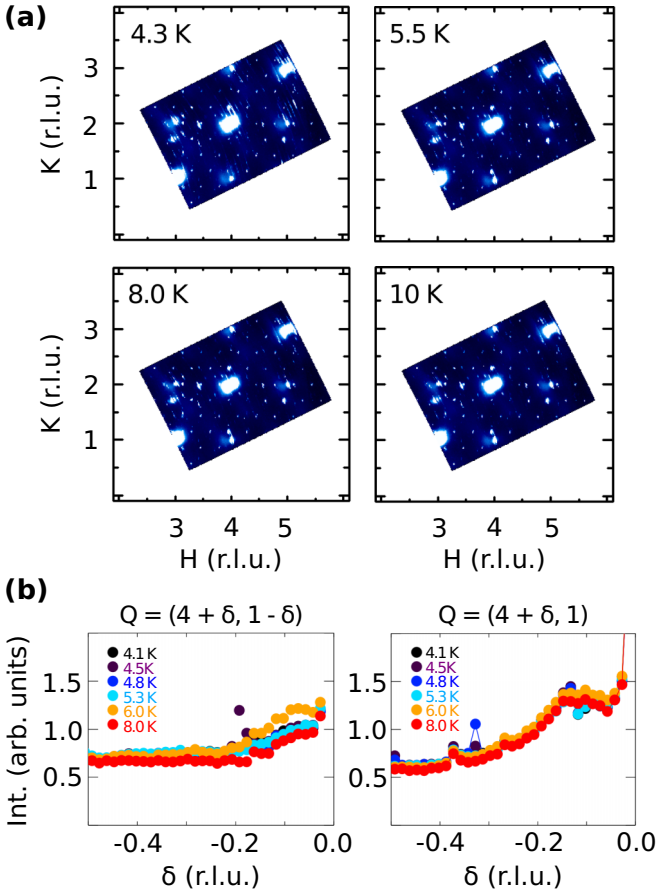 (a)
4.3 K
5.5 K
K (r.l.u.)
3
2
1
8.0 K
10 K
K (r.l.u.)
3
2
1
3 4 5
3 4 5
H (r.l.u.)
H (r.l.u.)
(b)
Q = (4 + δ, 1 - δ)
Q = (4 + δ, 1)
Int. (arb. units)
1.5
1.0
0.5
4.1 K
4.5K
4.8K
5.3 K
6.0 K
8.0 K
1.5
1.0
0.5
4.1 K
4.5K
4.8K
5.3 K
6.0 K
8.0 K
-0.4 -0.2 0.0
-0.4 -0.2 0.0
δ (r.l.u.)
δ (r.l.u.)